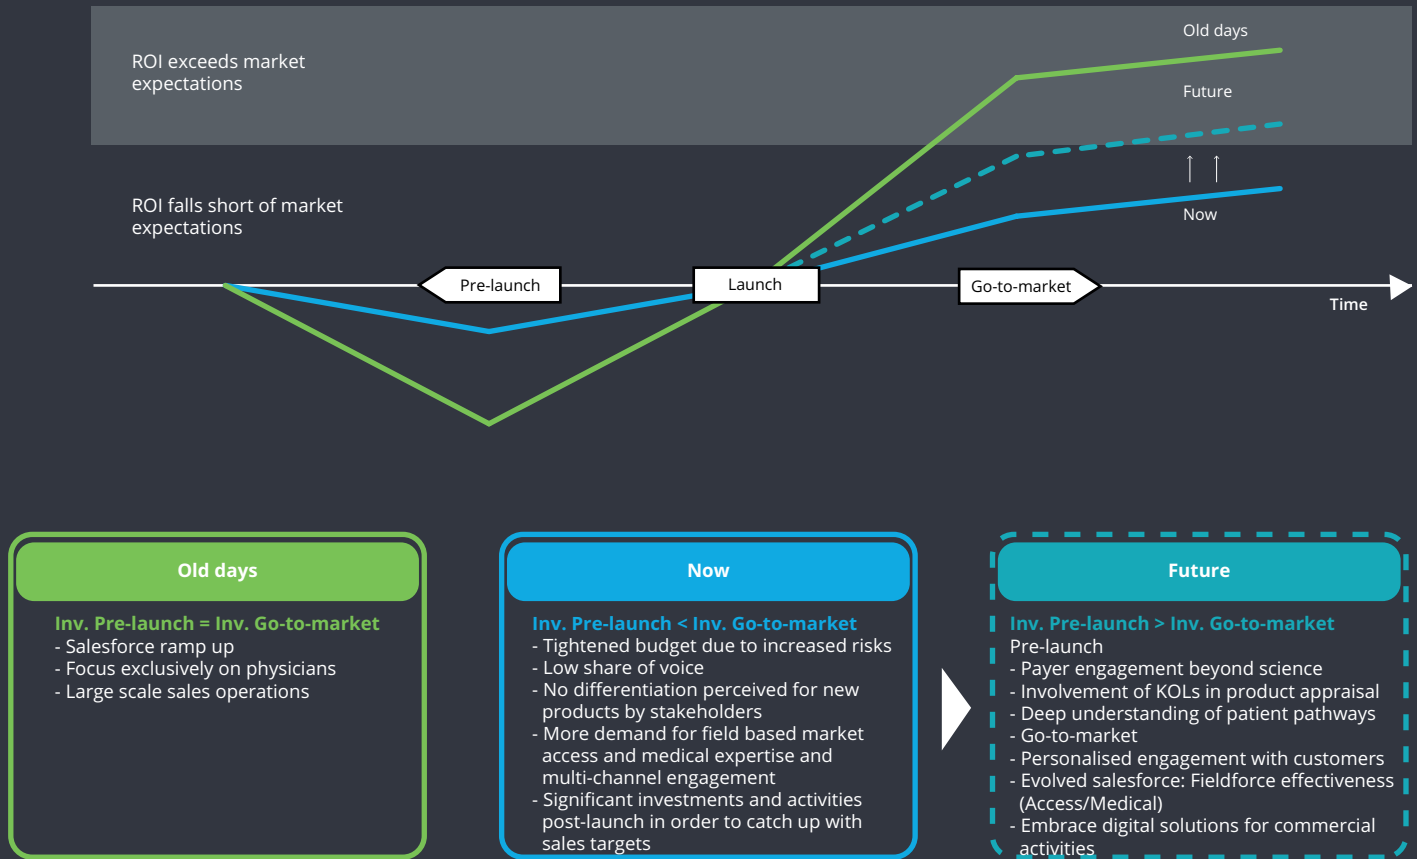 Old days
ROI exceeds market
expectations
Future
ROI falls short of market
expectations
Now
Pre-launch
Launch
Go-to-market
Time
Old days
Inv. Pre-launch = Inv. Go-to-market
- Salesforce ramp up
- Focus exclusively on physicians
- Large scale sales operations
Now
Inv. Pre-launch < Inv. Go-to-market
- Tightened budget due to increased risks
- Low share of voice
- No differentiation perceived for new
products by stakeholders
- More demand for field based market
access and medical expertise and
multi-channel engagement
- Significant investments and activities
post-launch in order to catch up with
sales targets
Future
Inv. Pre-launch > Inv. Go-to-market
Pre-launch
- Payer engagement beyond science
- Involvement of KOLs in product appraisal
- Deep understanding of patient pathways
- Go-to-market
- Personalised engagement with customers
- Evolved salesforce: Fieldforce effectiveness
(Access/Medical)
- Embrace digital solutions for commercial
activities